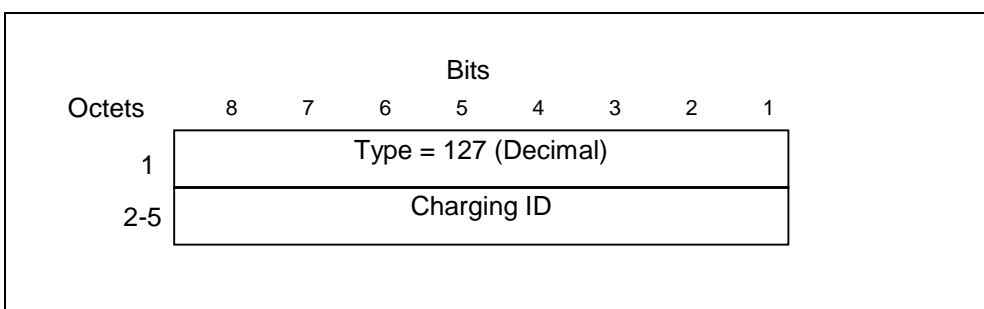 Bits
Octets 8 7 6 5 4 3 2 1
1 Type = 127 (Decimal)
2-5 Charging ID